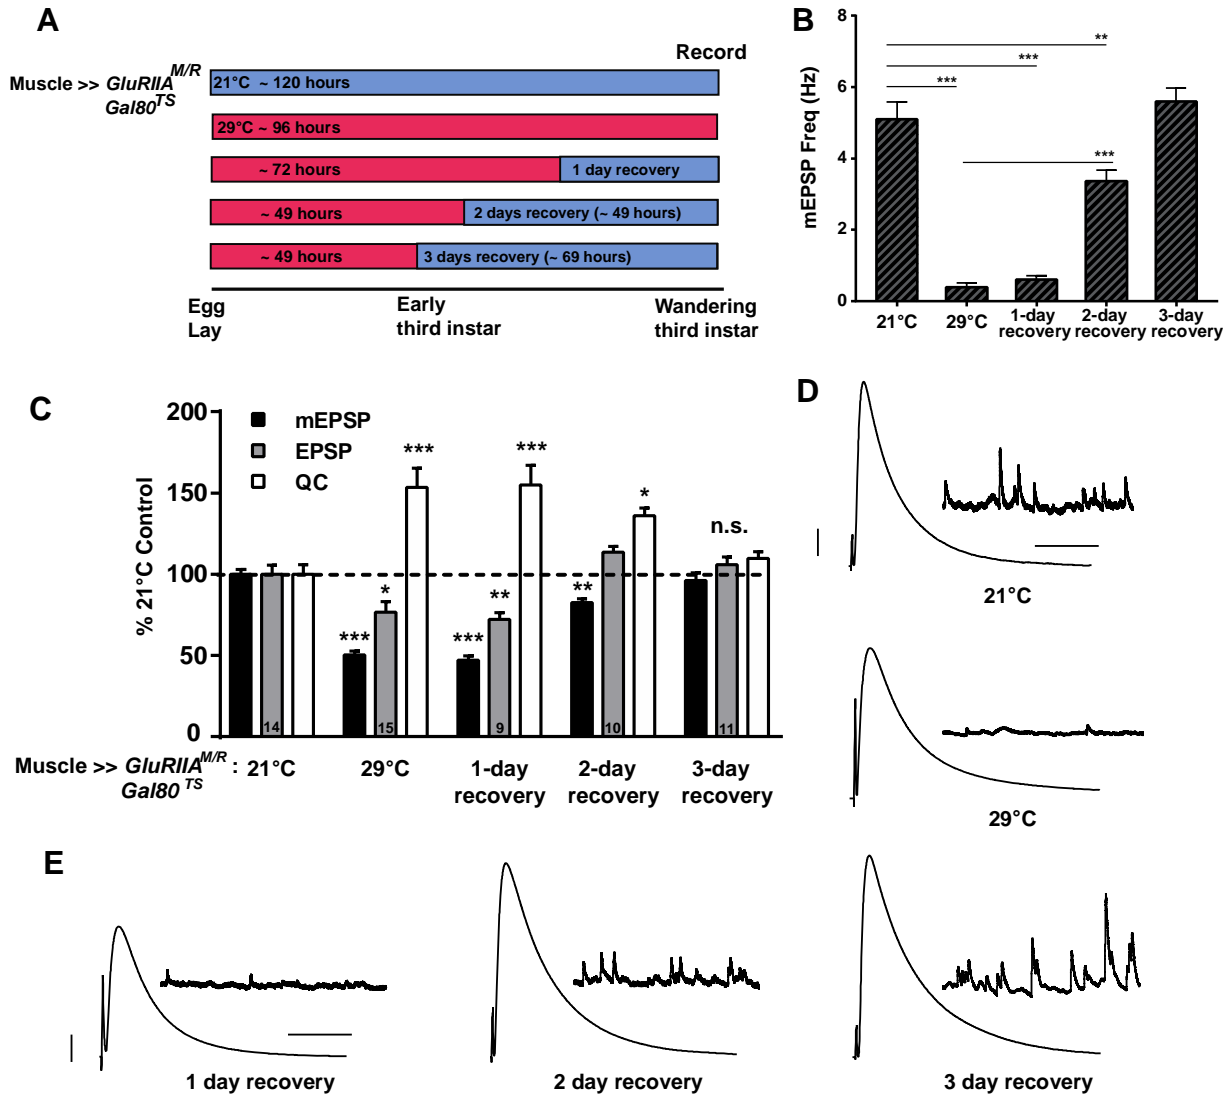 A
Record
Muscle >> GluRIIA^M/R
Gal80^TS
21°C ~ 120 hours
29°C ~ 96 hours
~ 72 hours
1 day recovery
~ 49 hours
2 days recovery (~ 49 hours)
~ 49 hours
3 days recovery (~ 69 hours)
Egg
Lay
Early
third instar
Wandering
third instar
B
mEPSP Freq (Hz)
8
6
4
2
0
**
***
***
***
21°C
29°C
1-day
recovery
2-day
recovery
3-day
recovery
C
% 21°C Control
200
150
100
50
0
mEPSP
EPSP
QC
***
*
***
***
**
***
**
*
n.s.
14
15
9
10
11
Muscle >> GluRIIA^M/R :
Gal80 ^TS
21°C
29°C
1-day
recovery
2-day
recovery
3-day
recovery
D
21°C
29°C
E
1 day recovery
2 day recovery
3 day recovery